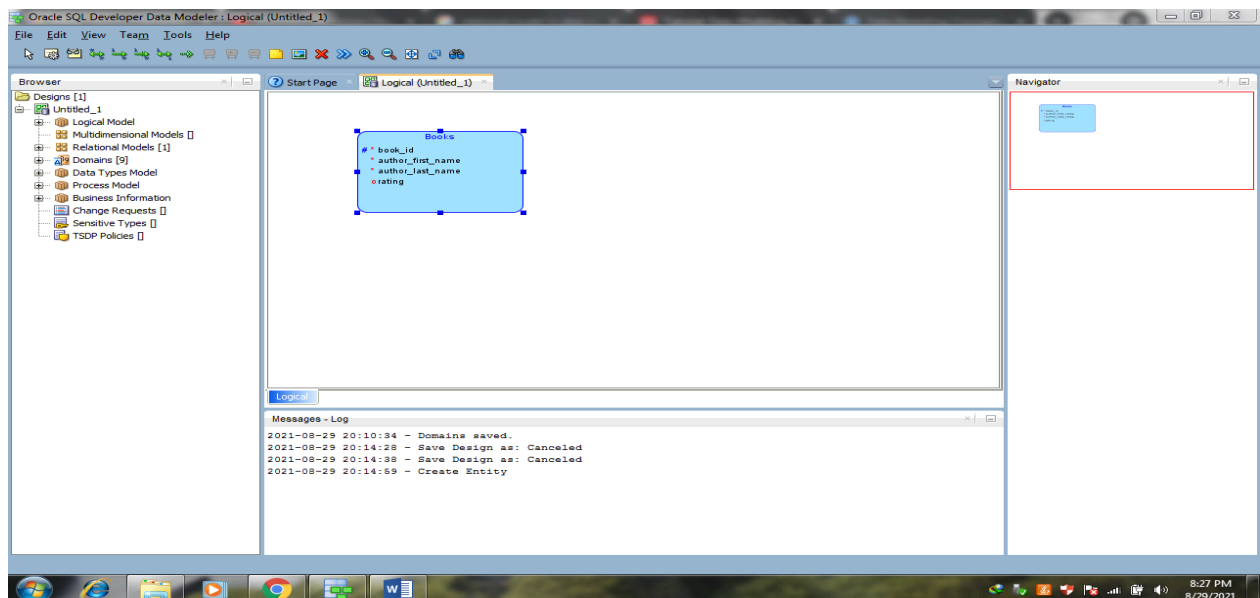 Oracle SQL Developer Data Modeler : Logical (Untitled_1)
File Edit View Team Tools Help
Browser
Designs [1]
Untitled_1
Logical Model
Multidimensional Models []
Relational Models [1]
Domains [9]
Data Types Model
Process Model
Business Information
Change Requests []
Sensitive Types []
TSDP Policies []
Start Page
Logical (Untitled_1)
Books
# * book_id
* author_first_name
* author_last_name
o rating
Logical
Messages - Log
2021-08-29 20:10:34 - Domains saved.
2021-08-29 20:14:28 - Save Design as: Canceled
2021-08-29 20:14:38 - Save Design as: Canceled
2021-08-29 20:14:59 - Create Entity
Navigator
8:27 PM
8/29/2021